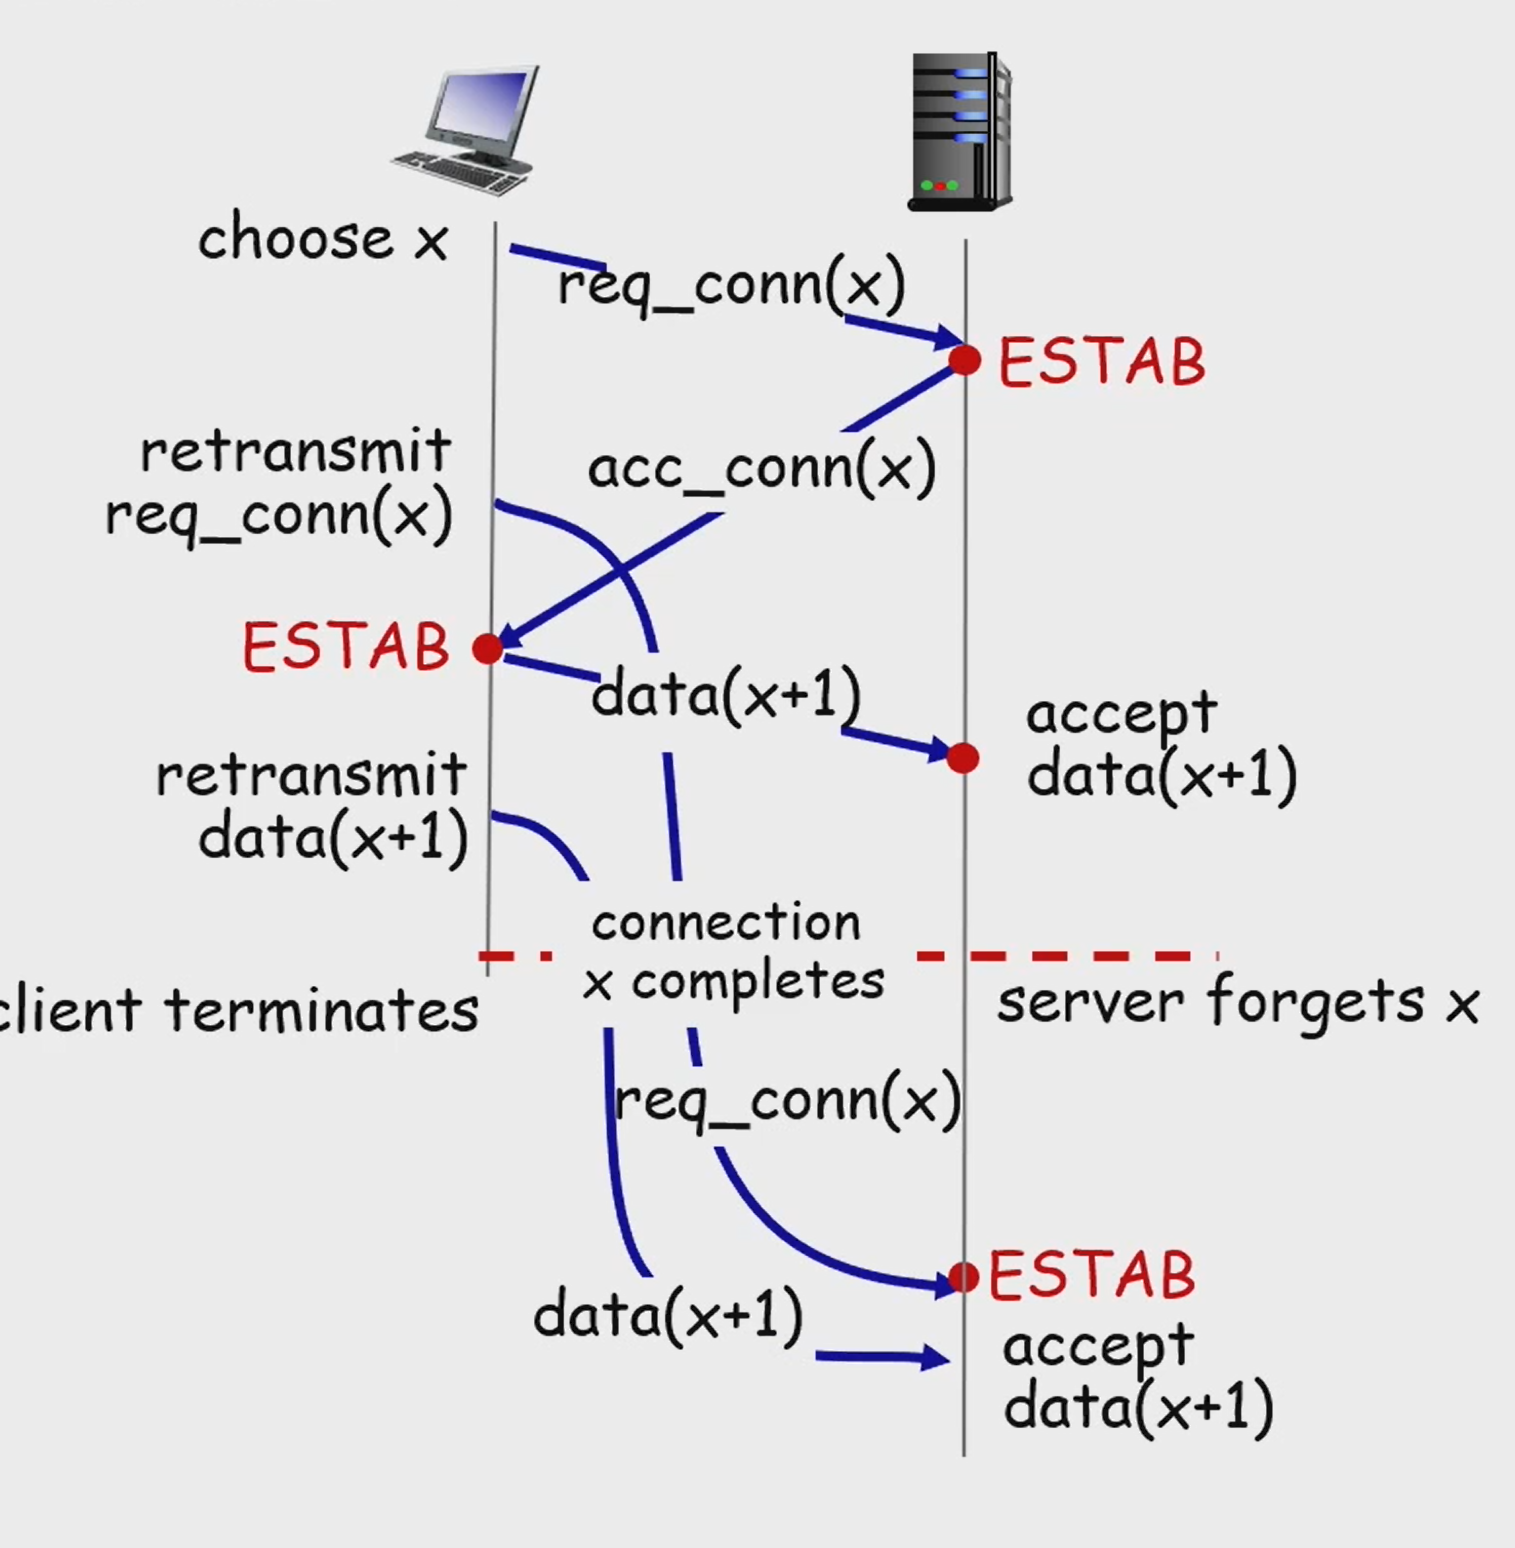 choose x
req_conn(x)
ESTAB
retransmit
req_conn(x)
acc_conn(x)
ESTAB
data(x+1)
accept
data(x+1)
retransmit
data(x+1)
connection
x completes
client terminates
server forgets x
req_conn(x)
ESTAB
data(x+1)
accept
data(x+1)